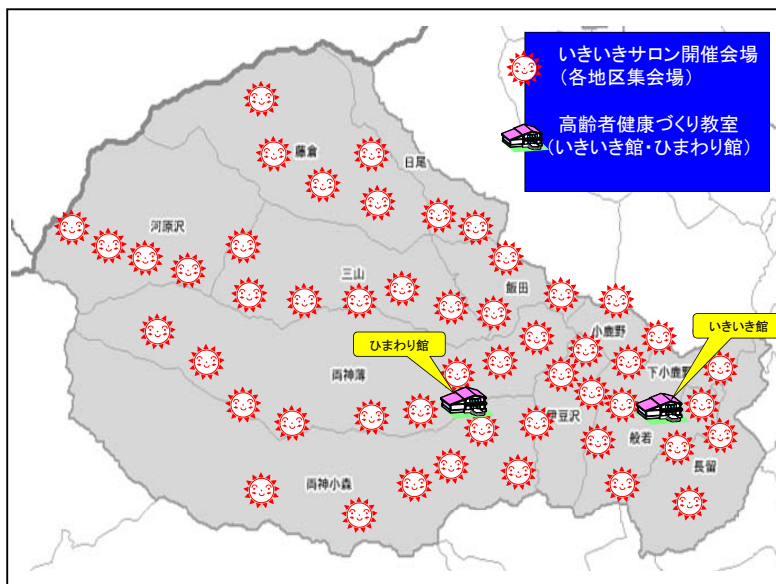 いきいきサロン開催会場
（各地区集会場）
高齢者健康づくり教室
（いきいき館・ひまわり館）
藤倉
日尾
河原沢
三山
飯田
小鹿野
いきいき館
ひまわり館
両神薄
下小鹿野
伊豆沢
般若
長留
両神小森